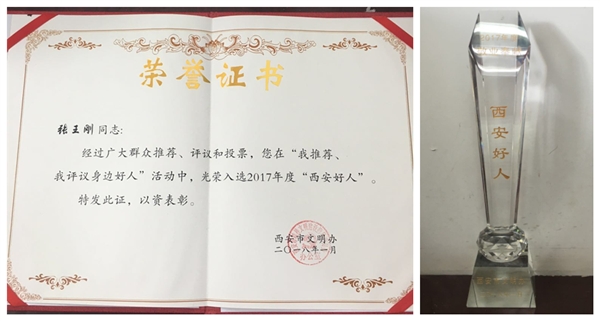 荣誉证书
张王刚 同志:
经过广大群众推荐、评议和投票，您在“我推荐、
我评议身边好人”活动中，光荣入选2017年度“西安好人”。
特发此证，以资表彰。
西安市文明办
二〇一八年一月
西安好人